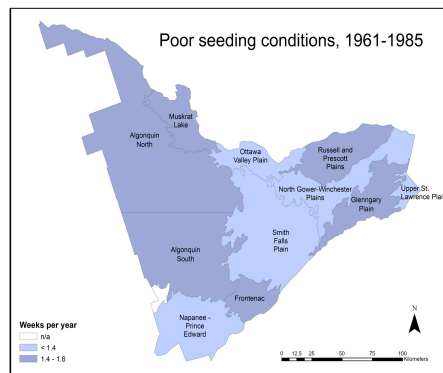 Poor seeding conditions, 1961-1985
Muskrat
Lake
Algonquin
North
Ottawa
Valley Plain
Russell and
Prescott
Plains
North Gower-Winchester
Plains
Glenngary
Plain
Upper St.
Lawrence Plain
Smith
Falls
Plain
Algonquin
South
Frontenac
Napanee -
Prince
Edward
Weeks per year
n/a
< 1.4
1.4 - 1.6
N
0 12.5 25 50 75 100
Kilometers